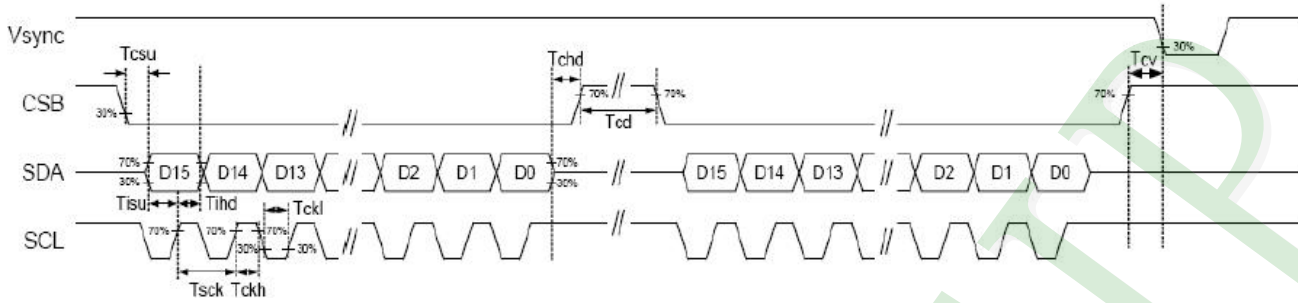 Vsync
30%
Tcsu
Tchd
Tcv
CSB
30%
70%
70%
Tcd
70%
SDA
70%
30%
D15
D14
D13
D2
D1
D0
70%
30%
D15
D14
D13
D2
D1
D0
Tisu
Tihd
Tckl
SCL
70%
70%
70%
30%
30%
Tsck
Tckh